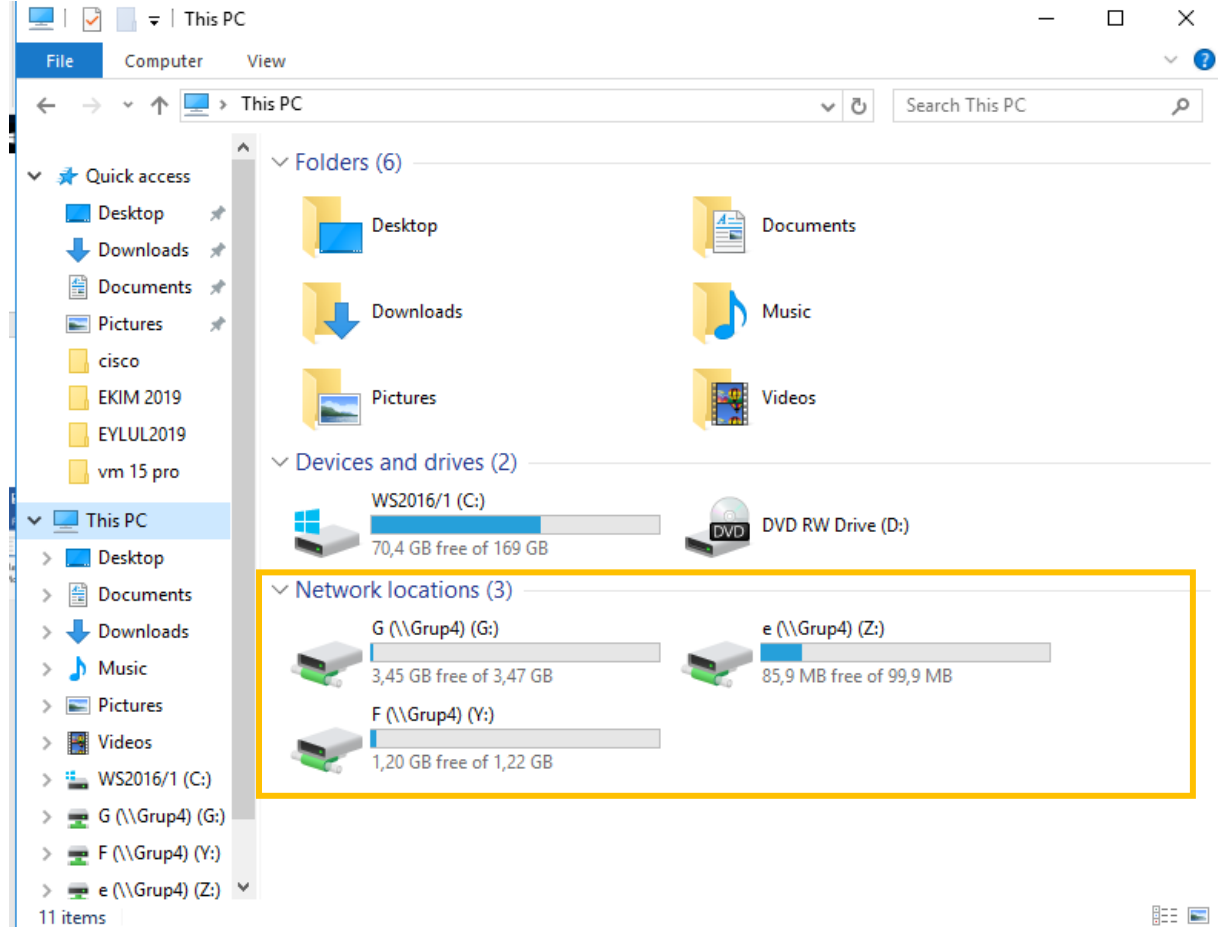 This PC
File Computer View
This PC
Search This PC
Quick access
Desktop
Downloads
Documents
Pictures
cisco
EKIM 2019
EYLUL2019
vm 15 pro
This PC
Desktop
Documents
Downloads
Music
Pictures
Videos
WS2016/1 (C:)
G (\\Grup4) (G:)
F (\\Grup4) (Y:)
e (\\Grup4) (Z:)
Folders (6)
Desktop
Documents
Downloads
Music
Pictures
Videos
Devices and drives (2)
WS2016/1 (C:)
70,4 GB free of 169 GB
DVD
DVD RW Drive (D:)
Network locations (3)
G (\\Grup4) (G:)
3,45 GB free of 3,47 GB
e (\\Grup4) (Z:)
85,9 MB free of 99,9 MB
F (\\Grup4) (Y:)
1,20 GB free of 1,22 GB
11 items